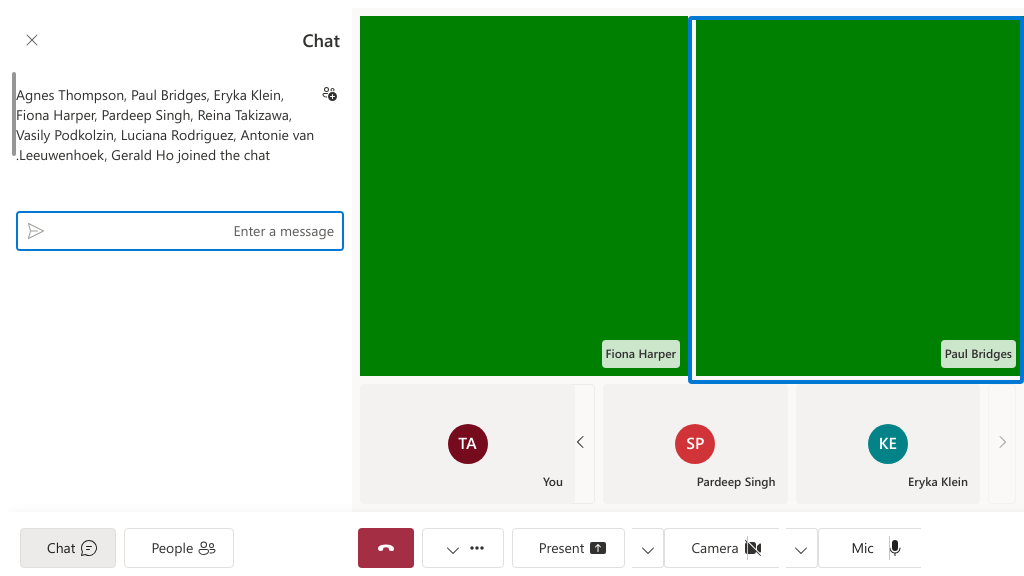 Chat
Agnes Thompson, Paul Bridges, Eryka Klein,
Fiona Harper, Pardeep Singh, Reina Takizawa,
Vasily Podkolzin, Luciana Rodriguez, Antonie van
.Leeuwenhoek, Gerald Ho joined the chat
Enter a message
Fiona Harper
Paul Bridges
TA
You
SP
Pardeep Singh
KE
Eryka Klein
Chat
People
Present
Camera
Mic